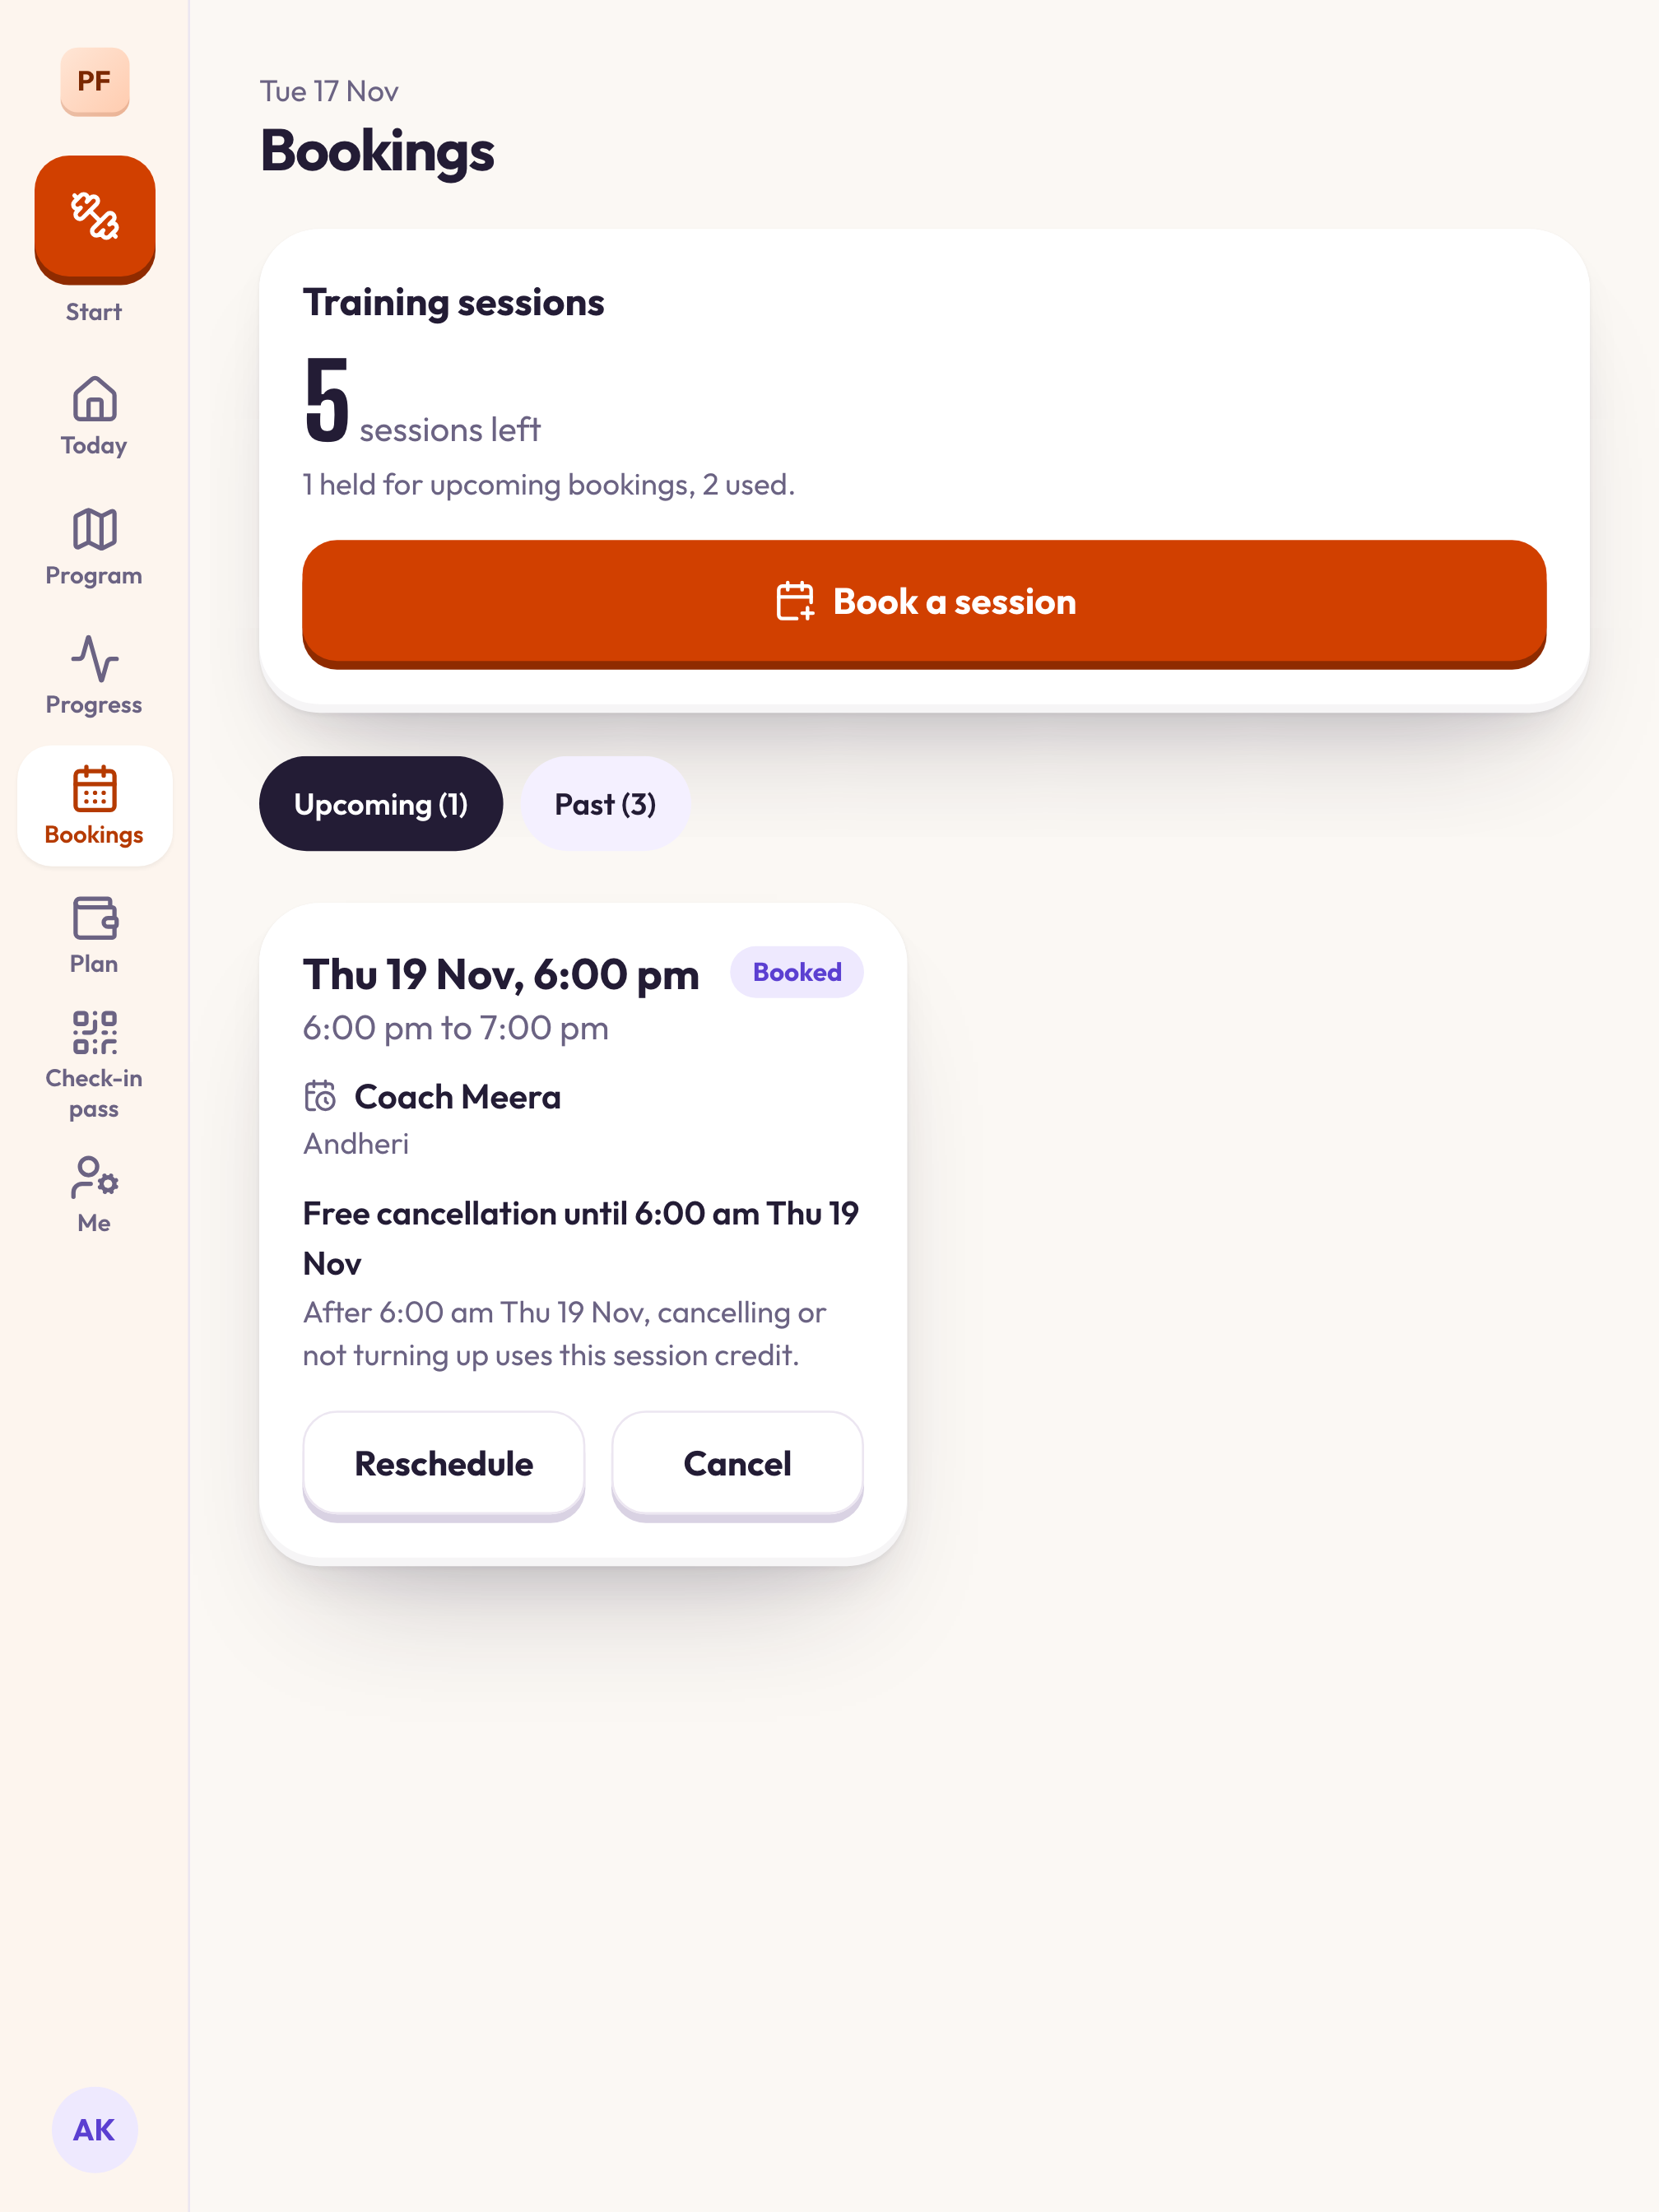 PF
Start
Today
Program
Progress
Bookings
Plan
Check-in
pass
Me
AK
Tue 17 Nov
Bookings
Training sessions
5 sessions left
1 held for upcoming bookings, 2 used.
Book a session
Upcoming (1)
Past (3)
Thu 19 Nov, 6:00 pm
Booked
6:00 pm to 7:00 pm
Coach Meera
Andheri
Free cancellation until 6:00 am Thu 19
Nov
After 6:00 am Thu 19 Nov, cancelling or
not turning up uses this session credit.
Reschedule
Cancel